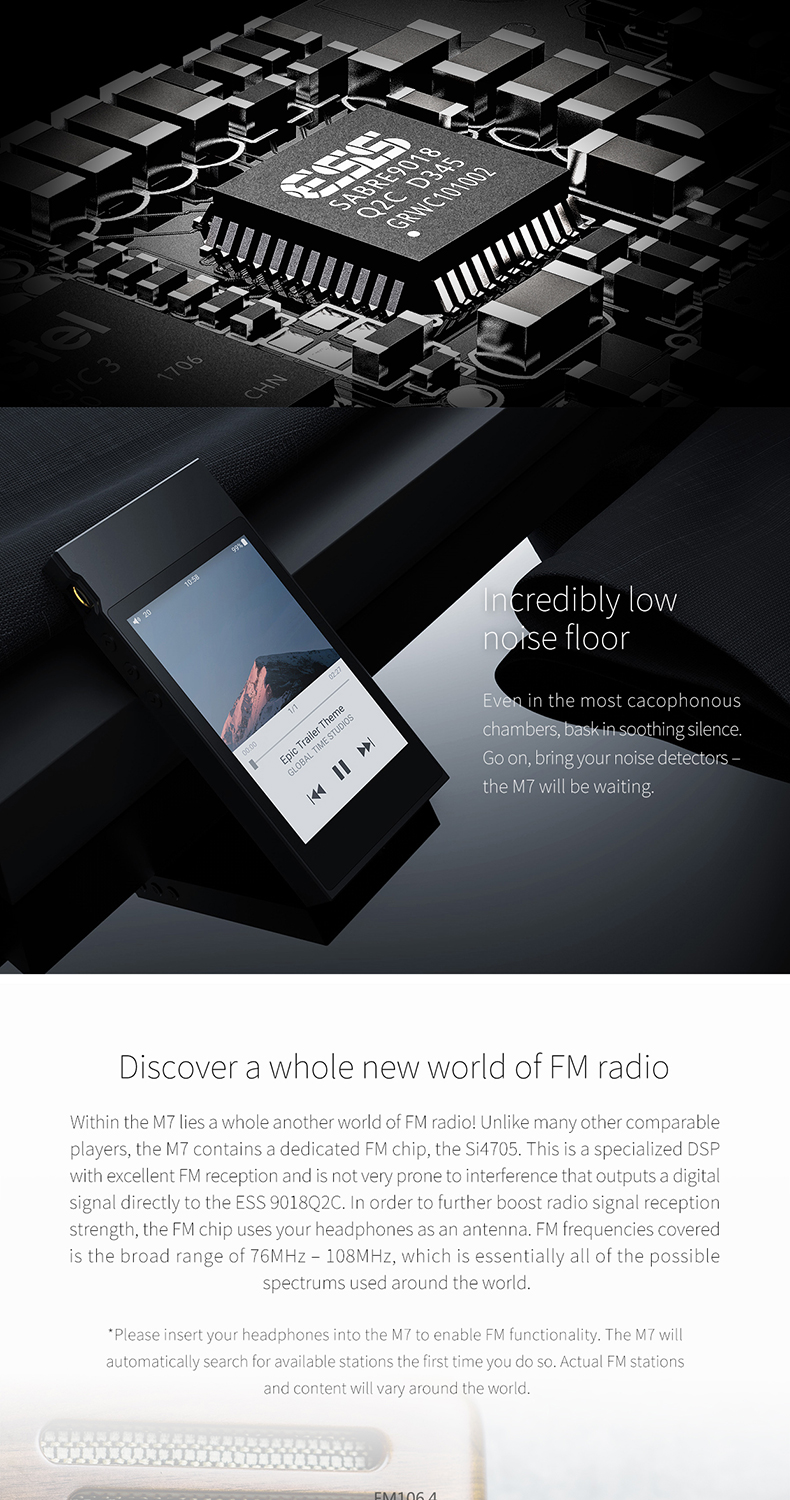 ESS
SABRE9018
Q2C D345
GRWC101002
1706
CHN
20
10:58
99%
00:00
1/1
02:27
Epic Trailer Theme
GLOBAL TIME STUDIOS
Incredibly low
noise floor
Even in the most cacophonous
chambers, bask in soothing silence.
Go on, bring your noise detectors –
the M7 will be waiting.
Discover a whole new world of FM radio
Within the M7 lies a whole another world of FM radio! Unlike many other comparable
players, the M7 contains a dedicated FM chip, the Si4705. This is a specialized DSP
with excellent FM reception and is not very prone to interference that outputs a digital
signal directly to the ESS 9018Q2C. In order to further boost radio signal reception
strength, the FM chip uses your headphones as an antenna. FM frequencies covered
is the broad range of 76MHz – 108MHz, which is essentially all of the possible
spectrums used around the world.
*Please insert your headphones into the M7 to enable FM functionality. The M7 will
automatically search for available stations the first time you do so. Actual FM stations
and content will vary around the world.
FM106.4